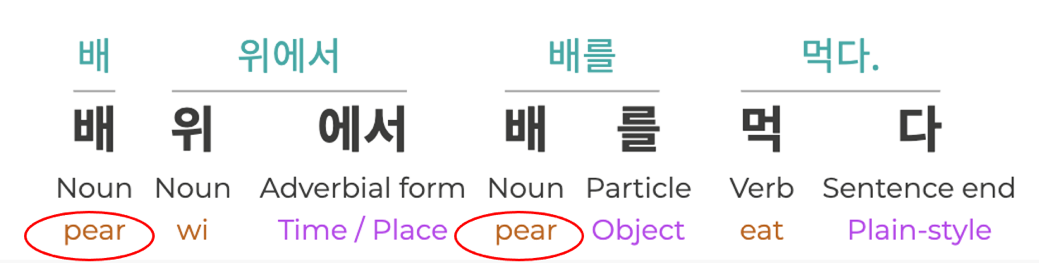 배 위에서 배를 먹다.
배 위 에서 배 를 먹 다
Noun Noun Adverbial form Noun Particle Verb Sentence end
pear wi Time / Place pear Object eat Plain-style